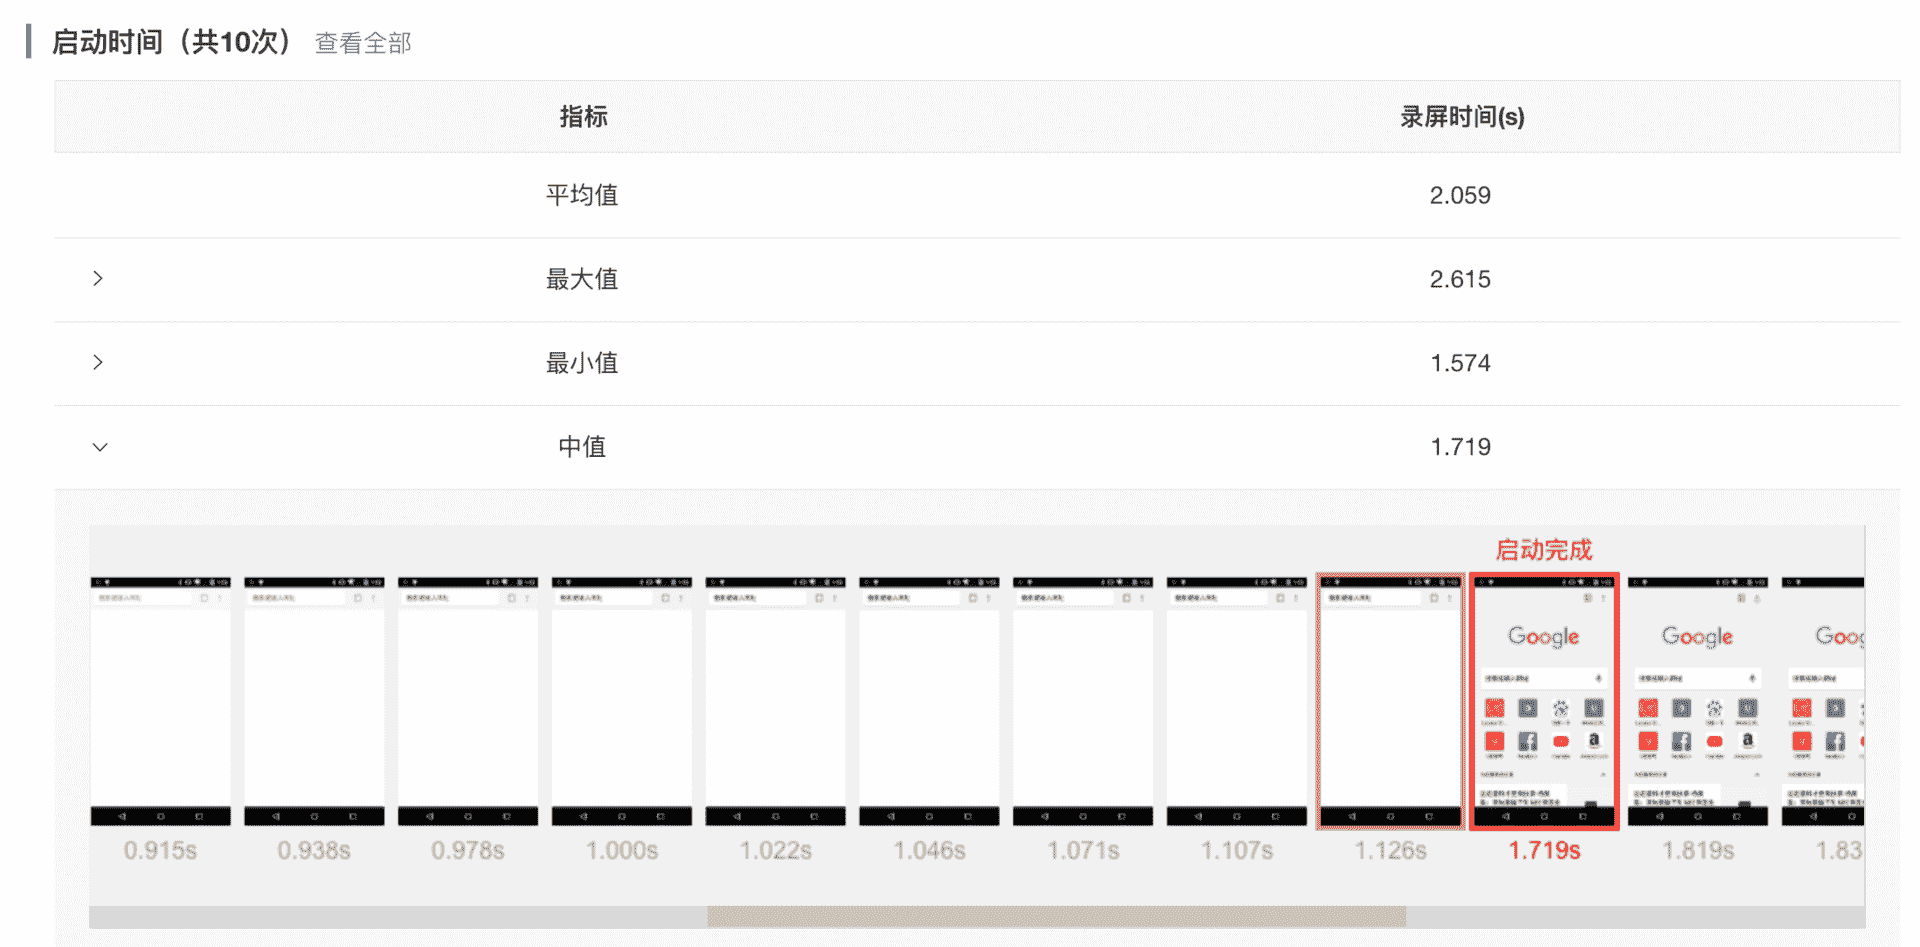 启动时间（共10次） 查看全部
指标 录屏时间(s)
平均值 2.059
最大值 2.615
最小值 1.574
中值 1.719
启动完成
Google Google Goog
0.915s 0.938s 0.978s 1.000s 1.022s 1.046s 1.071s 1.107s 1.126s 1.719s 1.819s 1.83